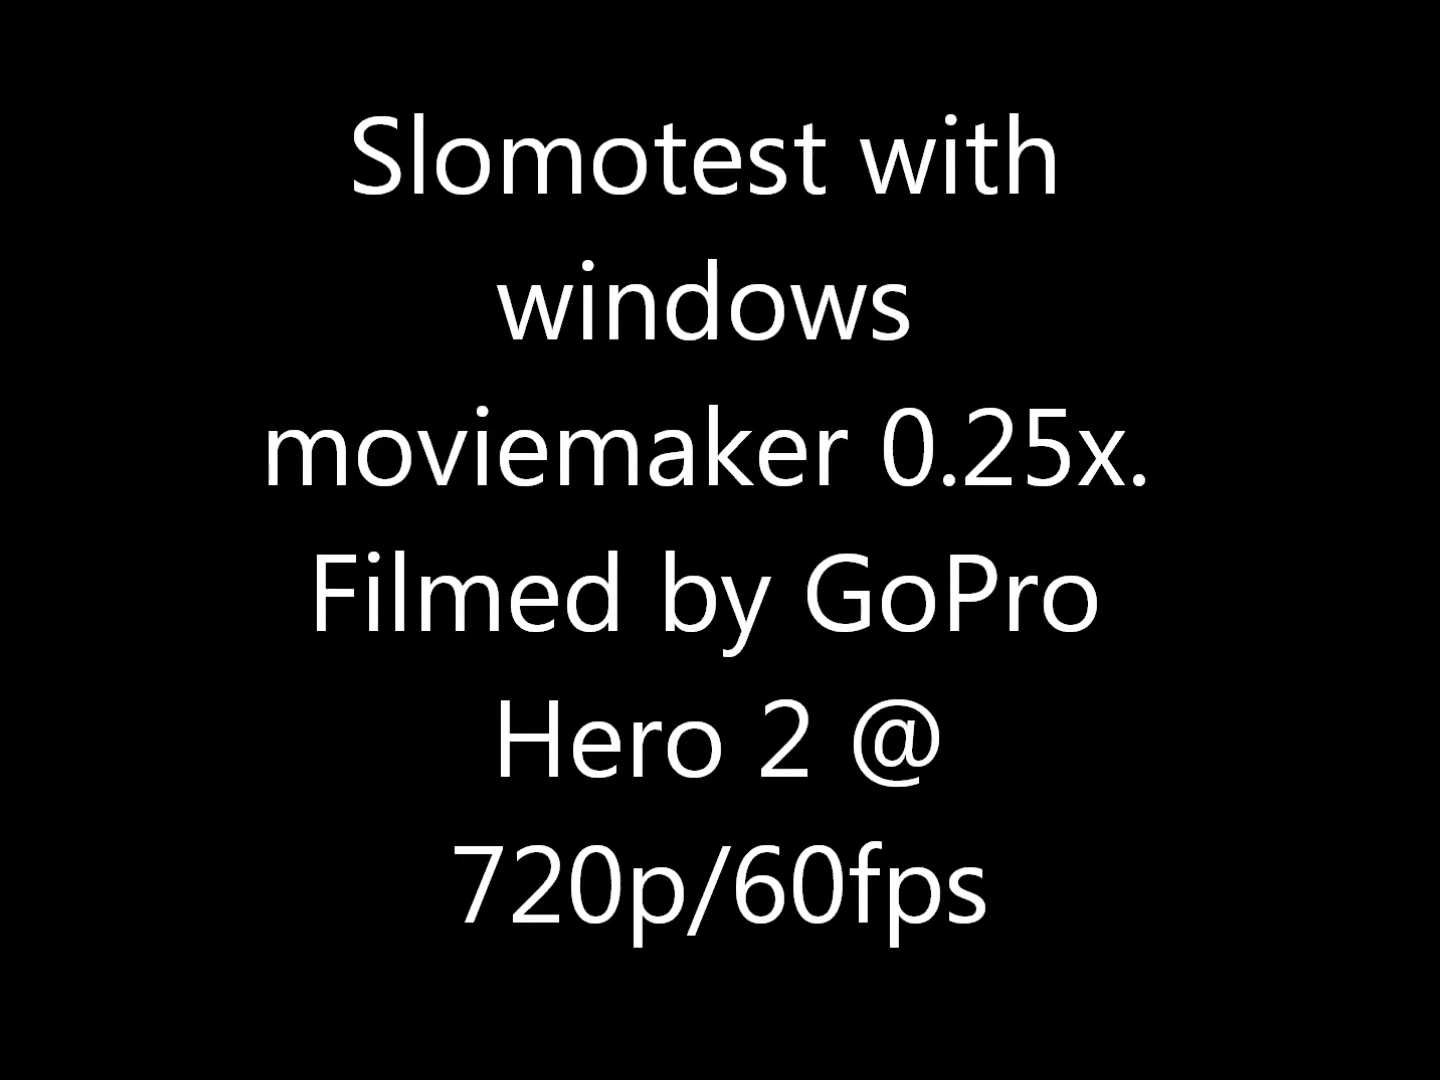 Slomotest with
windows
moviemaker 0.25x.
Filmed by GoPro
Hero 2 @
720p/60fps